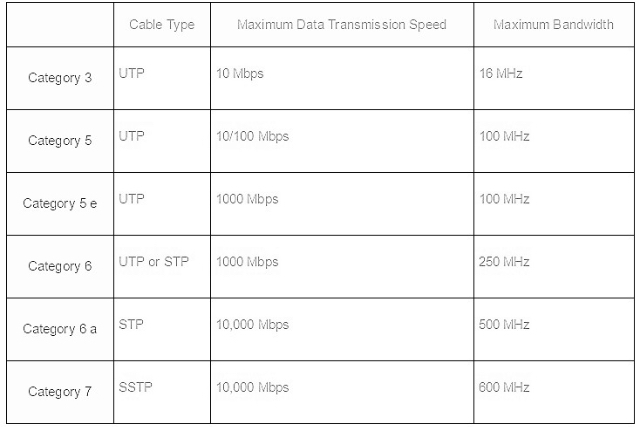 Cable Type Maximum Data Transmission Speed Maximum Bandwidth
Category 3 UTP 10 Mbps 16 MHz
Category 5 UTP 10/100 Mbps 100 MHz
Category 5 e UTP 1000 Mbps 100 MHz
Category 6 UTP or STP 1000 Mbps 250 MHz
Category 6 a STP 10,000 Mbps 500 MHz
Category 7 SSTP 10,000 Mbps 600 MHz